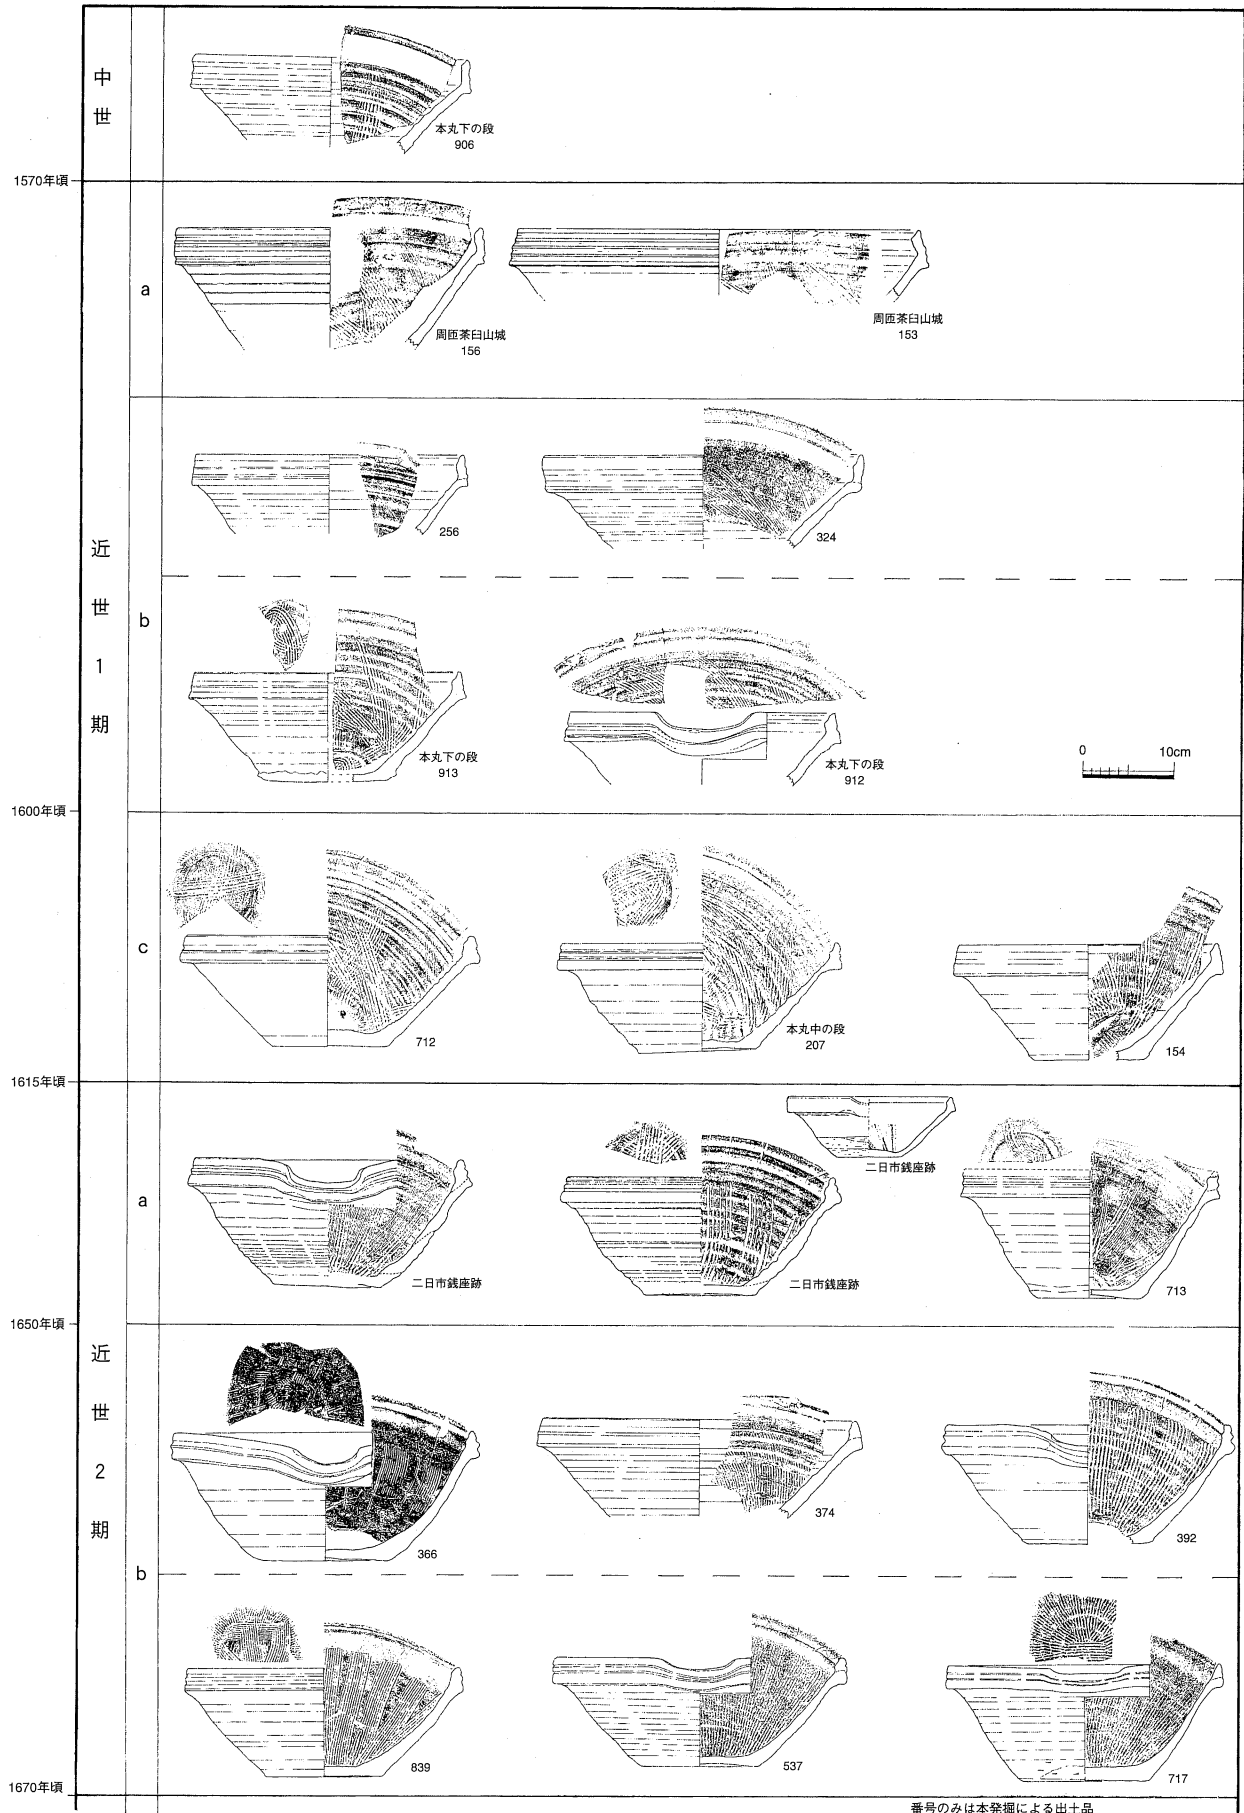 中世
本丸下の段
906
1570年頃
近世1期
a
周匝茶臼山城
156
周匝茶臼山城
153
b
256
324
本丸下の段
913
本丸下の段
912
0 10cm
1600年頃
c
712
本丸中の段
207
154
1615年頃
近世2期
a
二日市銭座跡
二日市銭座跡
二日市銭座跡
713
1650年頃
b
366
374
392
839
537
717
1670年頃
番号のみは本発掘による出土品